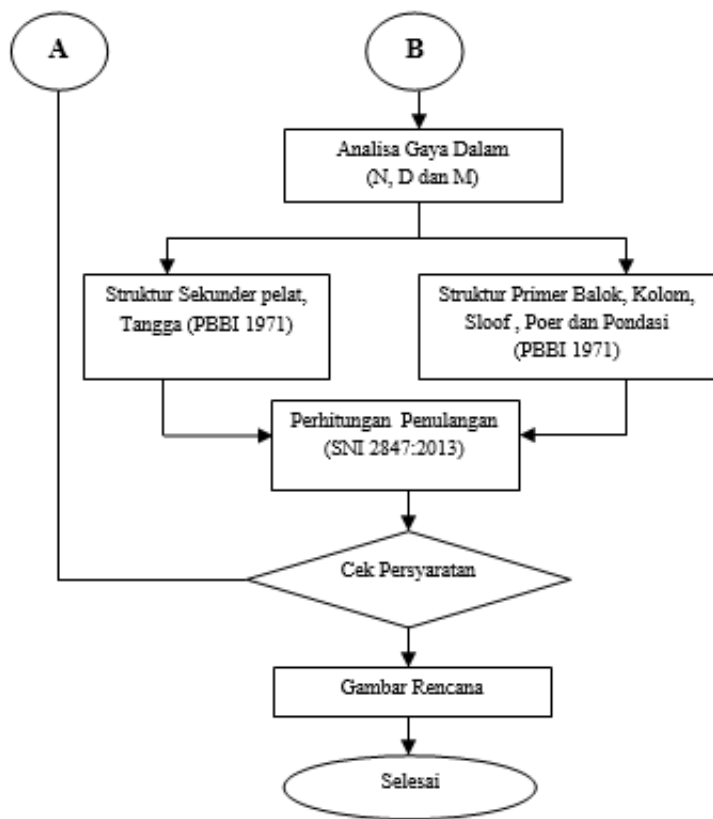 A
B
Analisa Gaya Dalam
(N, D dan M)
Struktur Sekunder pelat,
Tangga (PBBI 1971)
Struktur Primer Balok, Kolom,
Sloof , Poer dan Pondasi
(PBBI 1971)
Perhitungan Penulangan
(SNI 2847:2013)
Cek Persyaratan
Gambar Rencana
Selesai